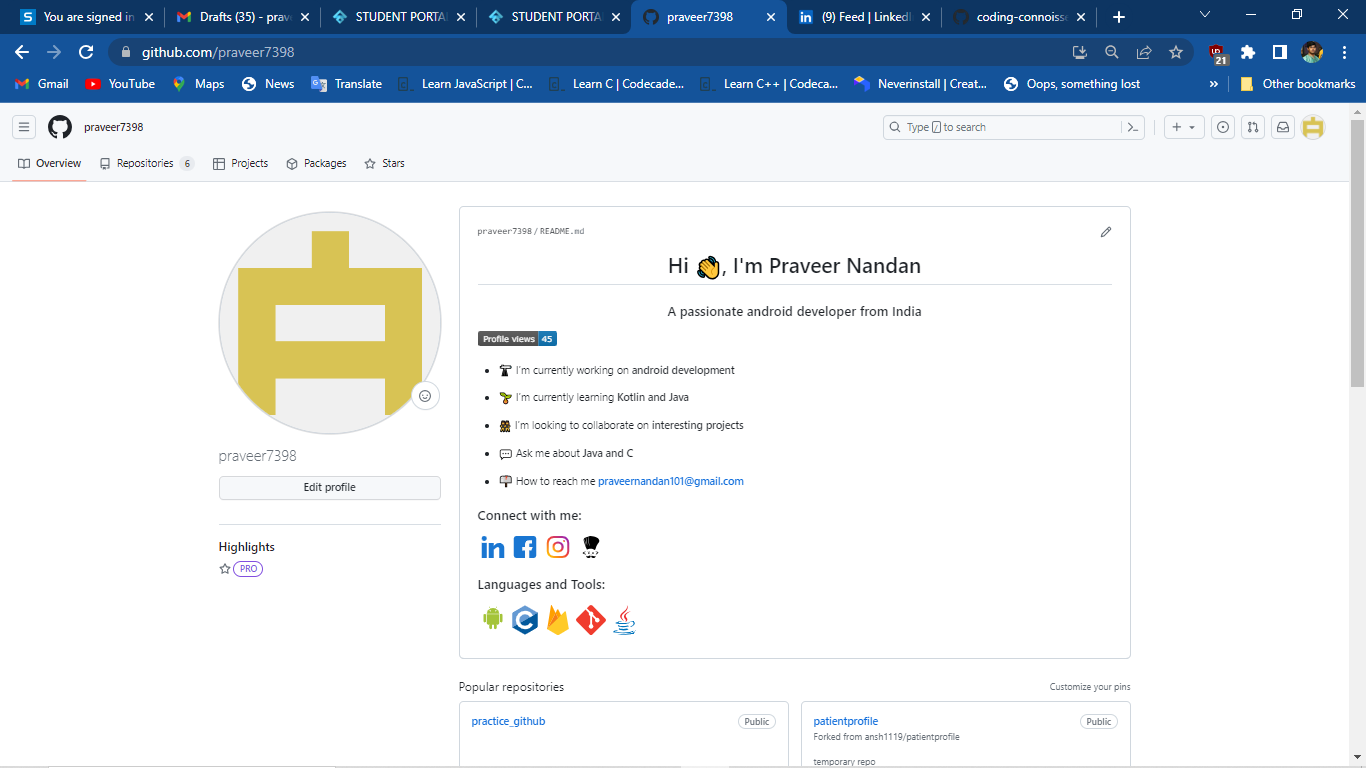 You are signed in
Drafts (35) - prav
STUDENT PORTA
STUDENT PORTA
praveer7398
(9) Feed | LinkedI
coding-connoisse
github.com/praveer7398
21
Gmail
YouTube
Maps
News
Translate
Learn JavaScript | C...
Learn C | Codecade...
Learn C++ | Codeca...
Neverinstall | Creat...
Oops, something lost
»
Other bookmarks
praveer7398
Type / to search
Overview
Repositories 6
Projects
Packages
Stars
praveer7398 / README.md
Hi 👋, I'm Praveer Nandan
A passionate android developer from India
Profile views 45
I'm currently working on android development
I'm currently learning Kotlin and Java
I'm looking to collaborate on interesting projects
Ask me about Java and C
How to reach me praveernandan101@gmail.com
Connect with me:
Languages and Tools:
praveer7398
Edit profile
Highlights
PRO
Popular repositories
Customize your pins
practice_github
Public
patientprofile
Public
Forked from ansh1119/patientprofile
temporary repo